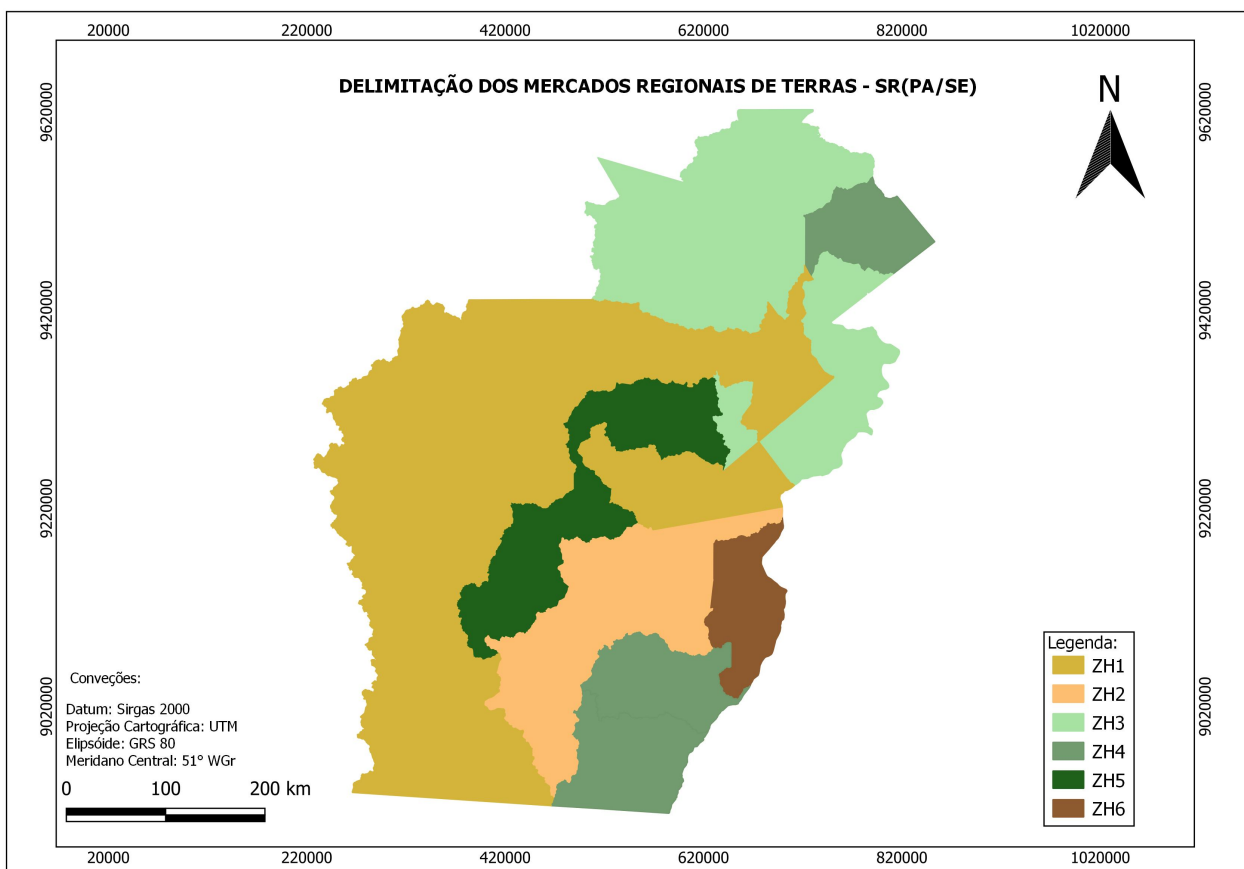 20000 220000 420000 620000 820000 1020000
DELIMITAÇÃO DOS MERCADOS REGIONAIS DE TERRAS - SR(PA/SE)
N
9620000 9620000
9420000 9420000
9220000 9220000
9020000 9020000
Legenda:
ZH1
ZH2
ZH3
ZH4
ZH5
ZH6
Conveções:
Datum: Sirgas 2000
Projeção Cartográfica: UTM
Elipsóide: GRS 80
Meridano Central: 51° WGr
0 100 200 km
20000 220000 420000 620000 820000 1020000